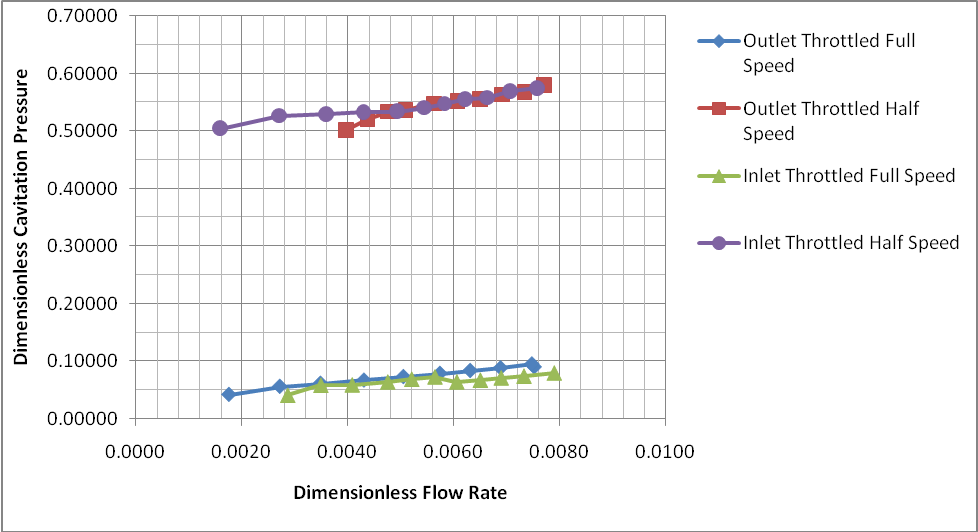 0.70000
0.60000
0.50000
0.40000
0.30000
0.20000
0.10000
0.00000
Dimensionless Cavitation Pressure
0.0000
0.0020
0.0040
0.0060
0.0080
0.0100
Dimensionless Flow Rate
Outlet Throttled Full
Speed
Outlet Throttled Half
Speed
Inlet Throttled Full Speed
Inlet Throttled Half Speed